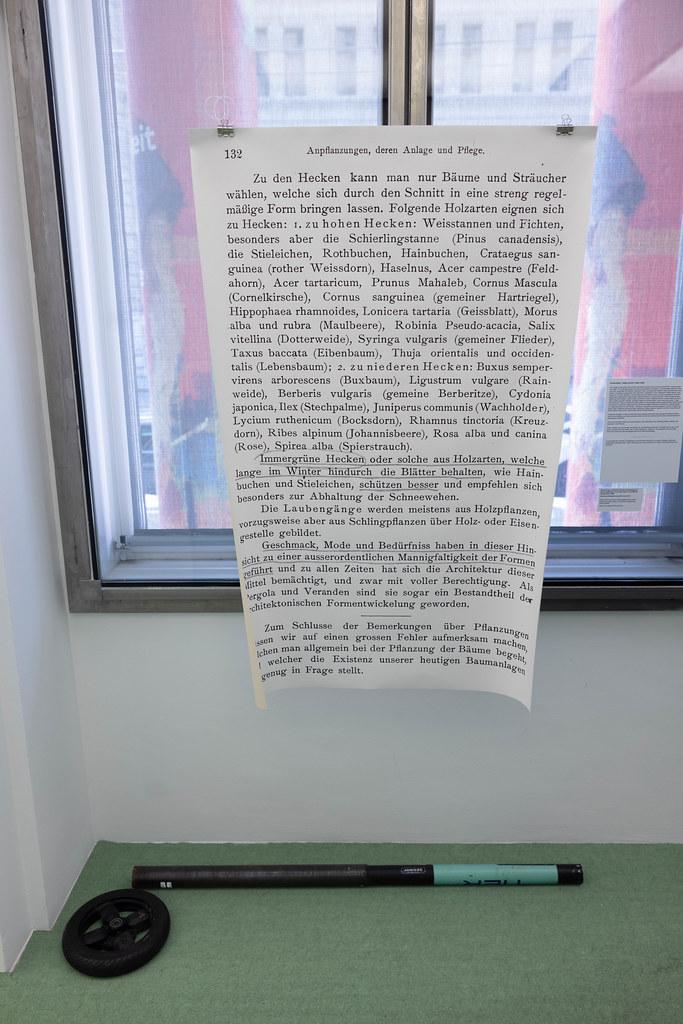 132
Anpflanzungen, deren Anlage und Pflege.
Zu den Hecken kann man nur Bäume und Sträucher
wählen, welche sich durch den Schnitt in eine streng regel-
mäßige Form bringen lassen. Folgende Holzarten eignen sich
zu Hecken: 1. zu hohen Hecken: Weisstannen und Fichten,
besonders aber die Schierlingstanne (Pinus canadensis),
die Stieleichen, Rothbuchen, Hainbuchen, Crataegus san-
guinea (rother Weissdorn), Haselnus, Acer campestre (Feld-
ahorn), Acer tartaricum, Prunus Mahaleb, Cornus Mascula
(Cornelkirsche), Cornus sanguinea (gemeiner Hartriegel),
Hippophaea rhamnoides, Lonicera tartaria (Geissblatt), Morus
alba und rubra (Maulbeere), Robinia Pseudo-acacia, Salix
vitellina (Dotterweide), Syringa vulgaris (gemeiner Flieder),
Taxus baccata (Eibenbaum), Thuja orientalis und occiden-
talis (Lebensbaum); 2. zu niederen Hecken: Buxus semper-
virens arborescens (Buxbaum), Ligustrum vulgare (Rain-
weide), Berberis vulgaris (gemeine Berberitze), Cydonia
japonica, Ilex (Stechpalme), Juniperus communis (Wachholder),
Lycium ruthenicum (Bocksdorn), Rhamnus tinctoria (Kreuz-
dorn), Ribes alpinum (Johannisbeere), Rosa alba und canina
(Rose), Spirea alba (Spierstrauch).
Immergrüne Hecken oder solche aus Holzarten, welche
lange im Winter hindurch die Blätter behalten, wie Hain-
buchen und Stieleichen, schützen besser und empfehlen sich
besonders zur Abhaltung der Schneewehen.
Die Laubengänge werden meistens aus Holzpflanzen,
vorzugsweise aber aus Schlingpflanzen über Holz- oder Eisen-
gestelle gebildet.
Geschmack, Mode und Bedürfniss haben in dieser Hin-
sicht zu einer ausserordentlichen Mannigfaltigkeit der Formen
geführt und zu allen Zeiten hat sich die Architektur dieser
Mittel bemächtigt, und zwar mit voller Berechtigung. Als
Pergola und Veranden sind sie sogar ein Bestandtheil der
chitektonischen Formentwickelung geworden.
Zum Schlusse der Bemerkungen über Pflanzungen
ssen wir auf einen grossen Fehler aufmerksam machen,
lchen man allgemein bei der Pflanzung der Bäume begeht,
welcher die Existenz unserer heutigen Baumanlagen
genug in Frage stellt.
eit
BE